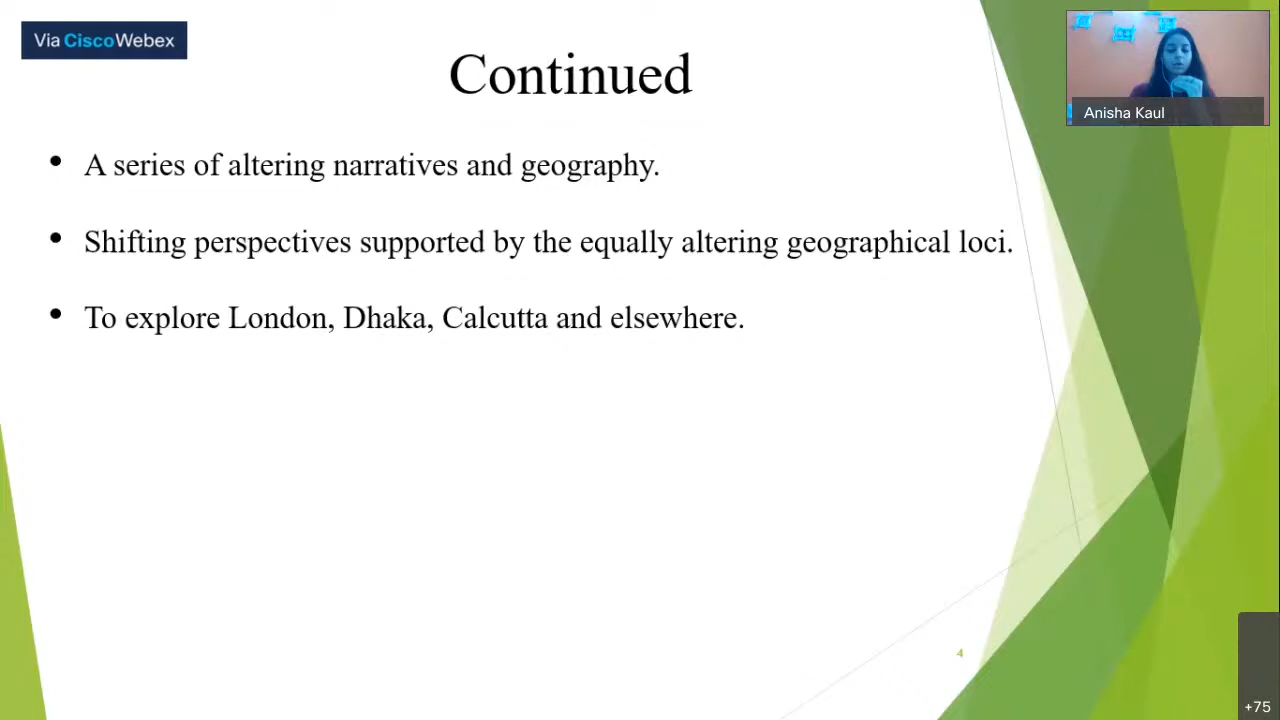 Via CiscoWebex
Continued
Anisha Kaul
• A series of altering narratives and geography.
• Shifting perspectives supported by the equally altering geographical loci.
• To explore London, Dhaka, Calcutta and elsewhere.
4
+75